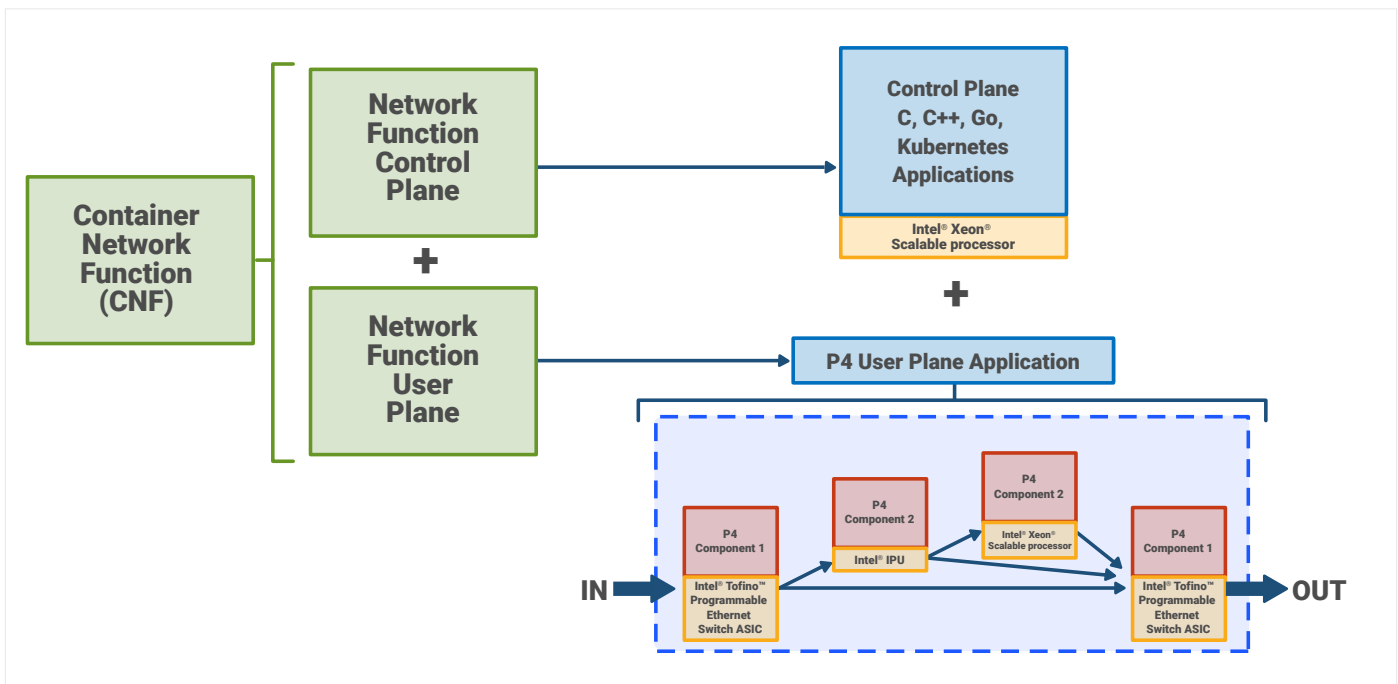 Container
Network
Function
(CNF)
Network
Function
Control
Plane
+
Network
Function
User
Plane
Control Plane
C, C++, Go,
Kubernetes
Applications
Intel® Xeon®
Scalable processor
+
P4 User Plane Application
IN
P4
Component 1
Intel® Tofino™
Programmable
Ethernet
Switch ASIC
P4
Component 2
Intel® IPU
P4
Component 2
Intel® Xeon®
Scalable processor
P4
Component 1
Intel® Tofino™
Programmable
Ethernet
Switch ASIC
OUT